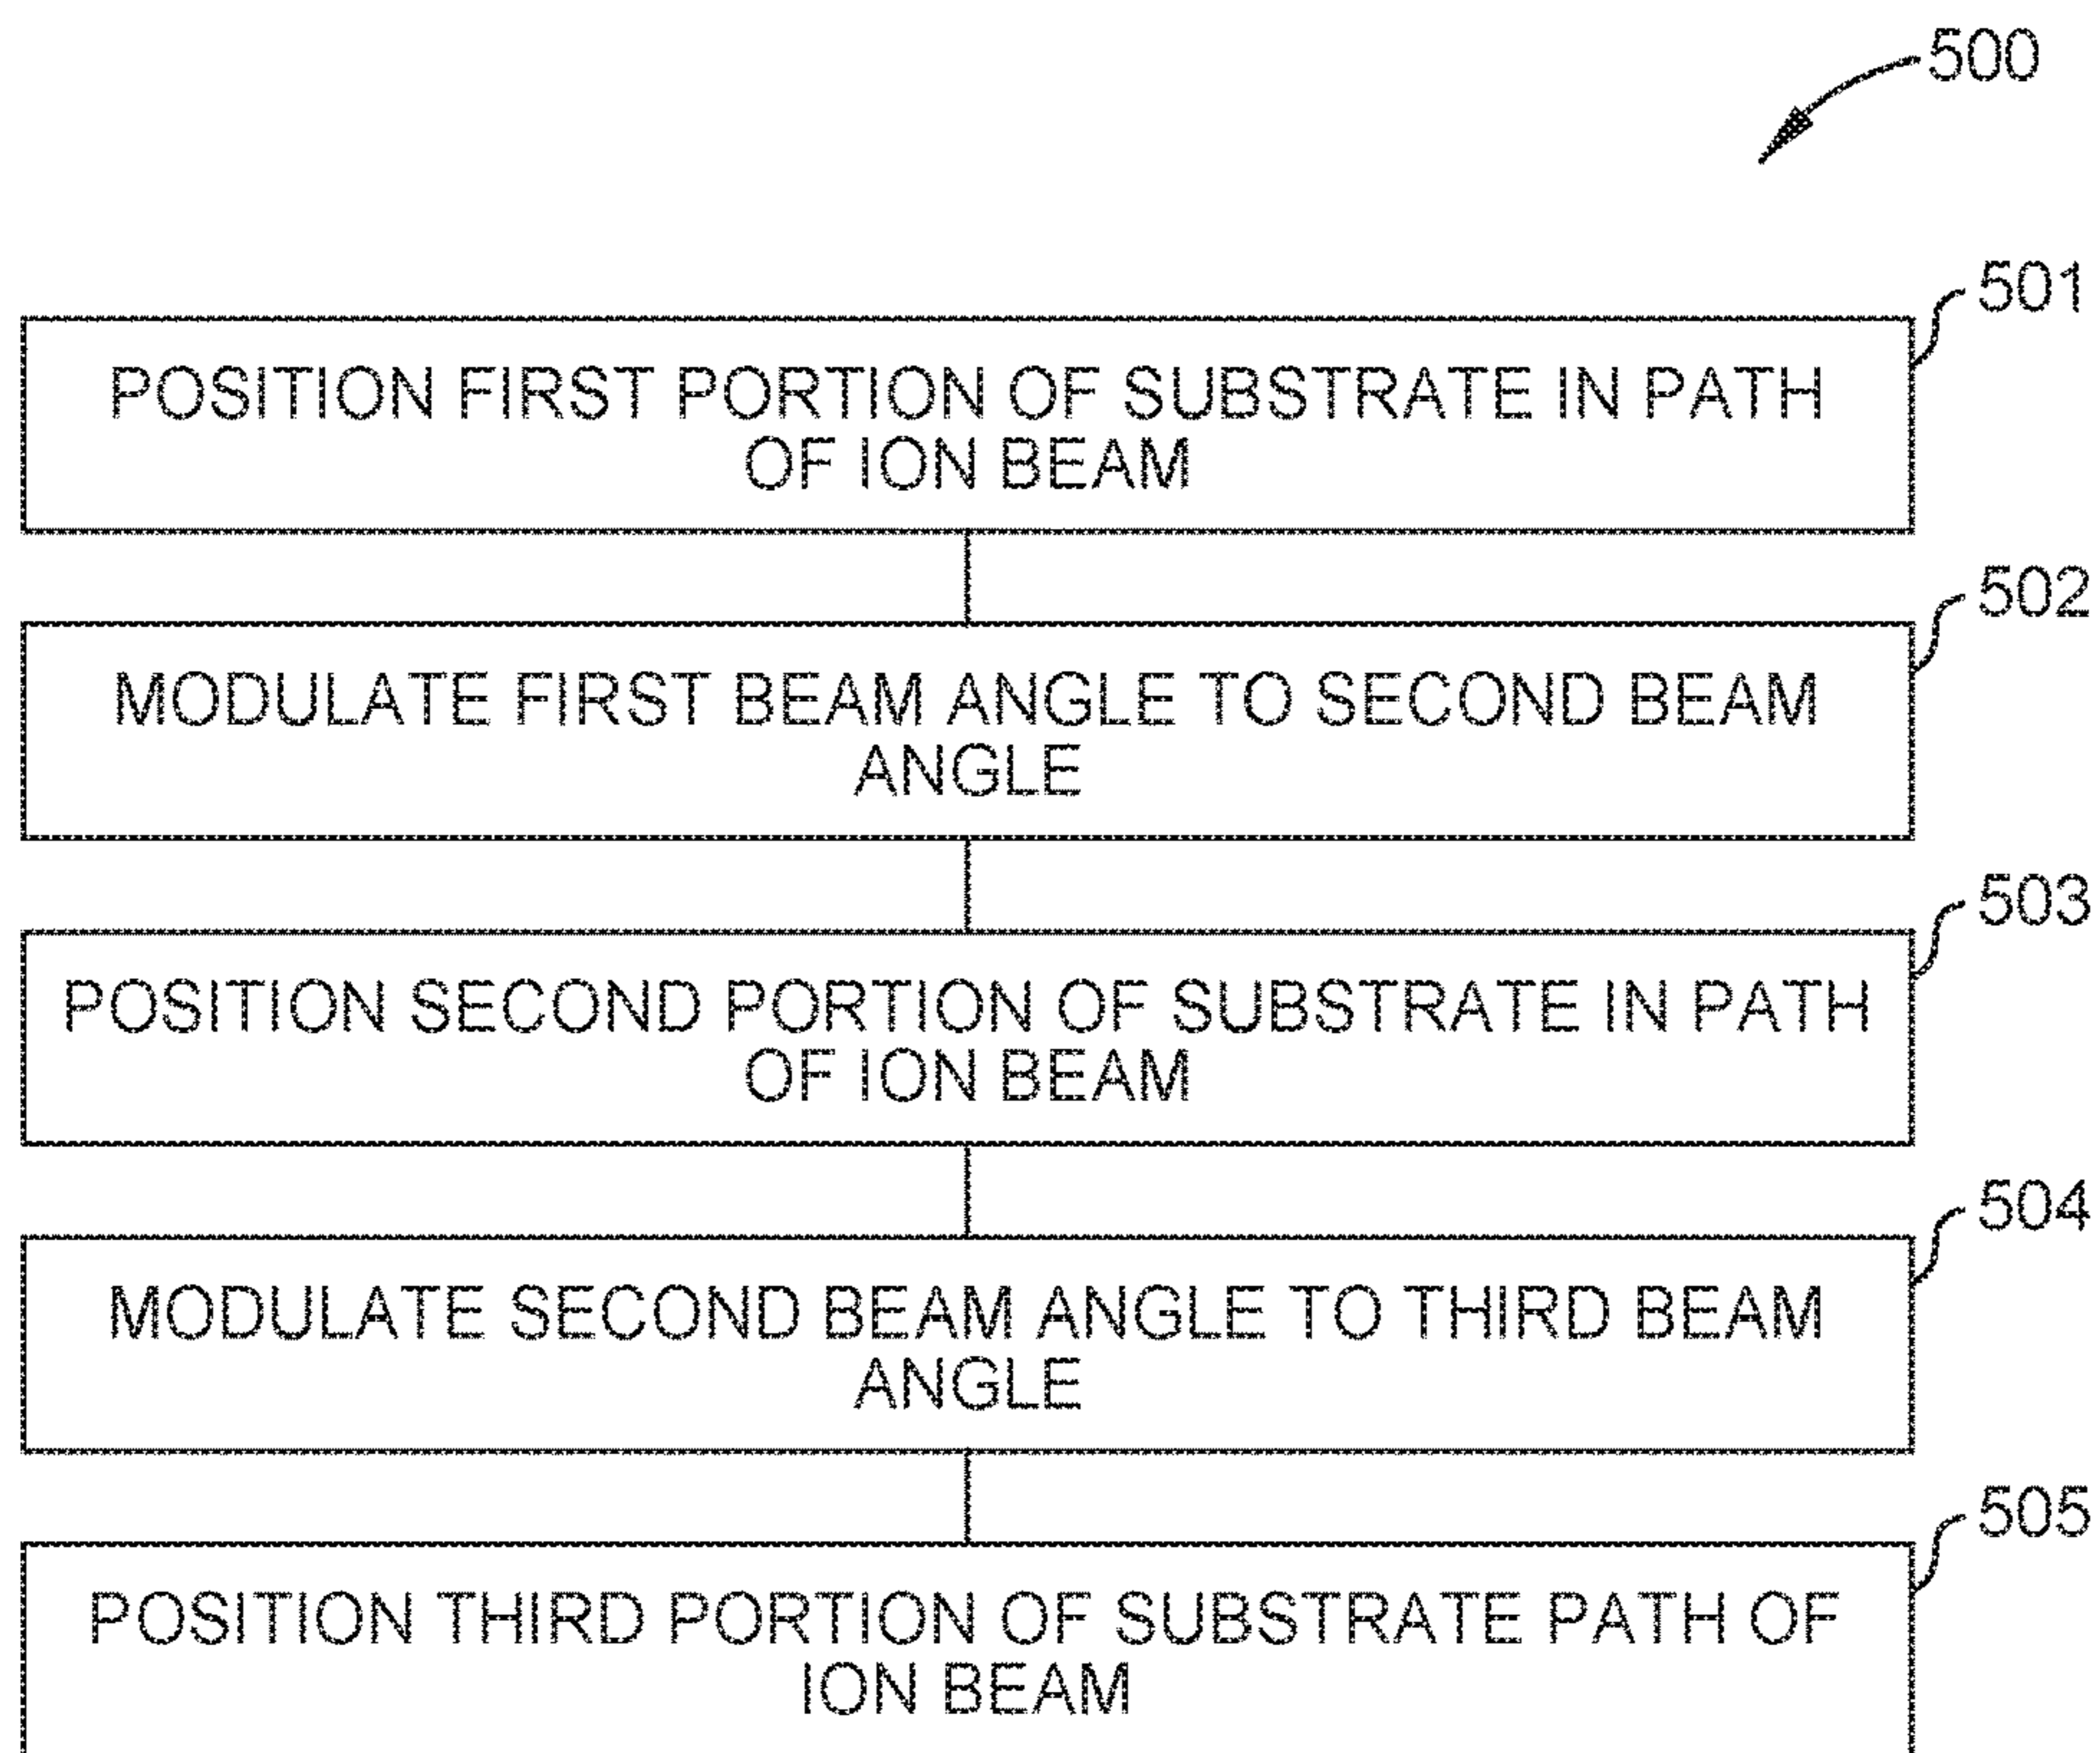 500
501
POSITION FIRST PORTION OF SUBSTRATE IN PATH
OF ION BEAM
502
MODULATE FIRST BEAM ANGLE TO SECOND BEAM
ANGLE
503
POSITION SECOND PORTION OF SUBSTRATE IN PATH
OF ION BEAM
504
MODULATE SECOND BEAM ANGLE TO THIRD BEAM
ANGLE
505
POSITION THIRD PORTION OF SUBSTRATE PATH OF
ION BEAM